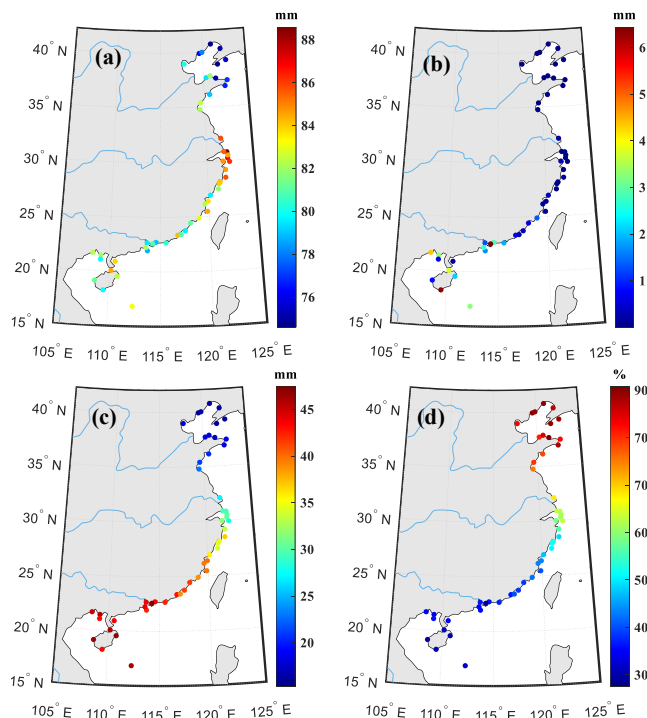 mm
mm
(a)
40° N
35° N
30° N
25° N
20° N
15° N
105° E
110° E
115° E
120° E
125° E
88
86
84
82
80
78
76
(b)
40° N
35° N
30° N
25° N
20° N
15° N
105° E
110° E
115° E
120° E
125° E
6
5
4
3
2
1
mm
%
(c)
40° N
35° N
30° N
25° N
20° N
15° N
105° E
110° E
115° E
120° E
125° E
45
40
35
30
25
20
(d)
40° N
35° N
30° N
25° N
20° N
15° N
105° E
110° E
115° E
120° E
125° E
90
80
70
60
50
40
30